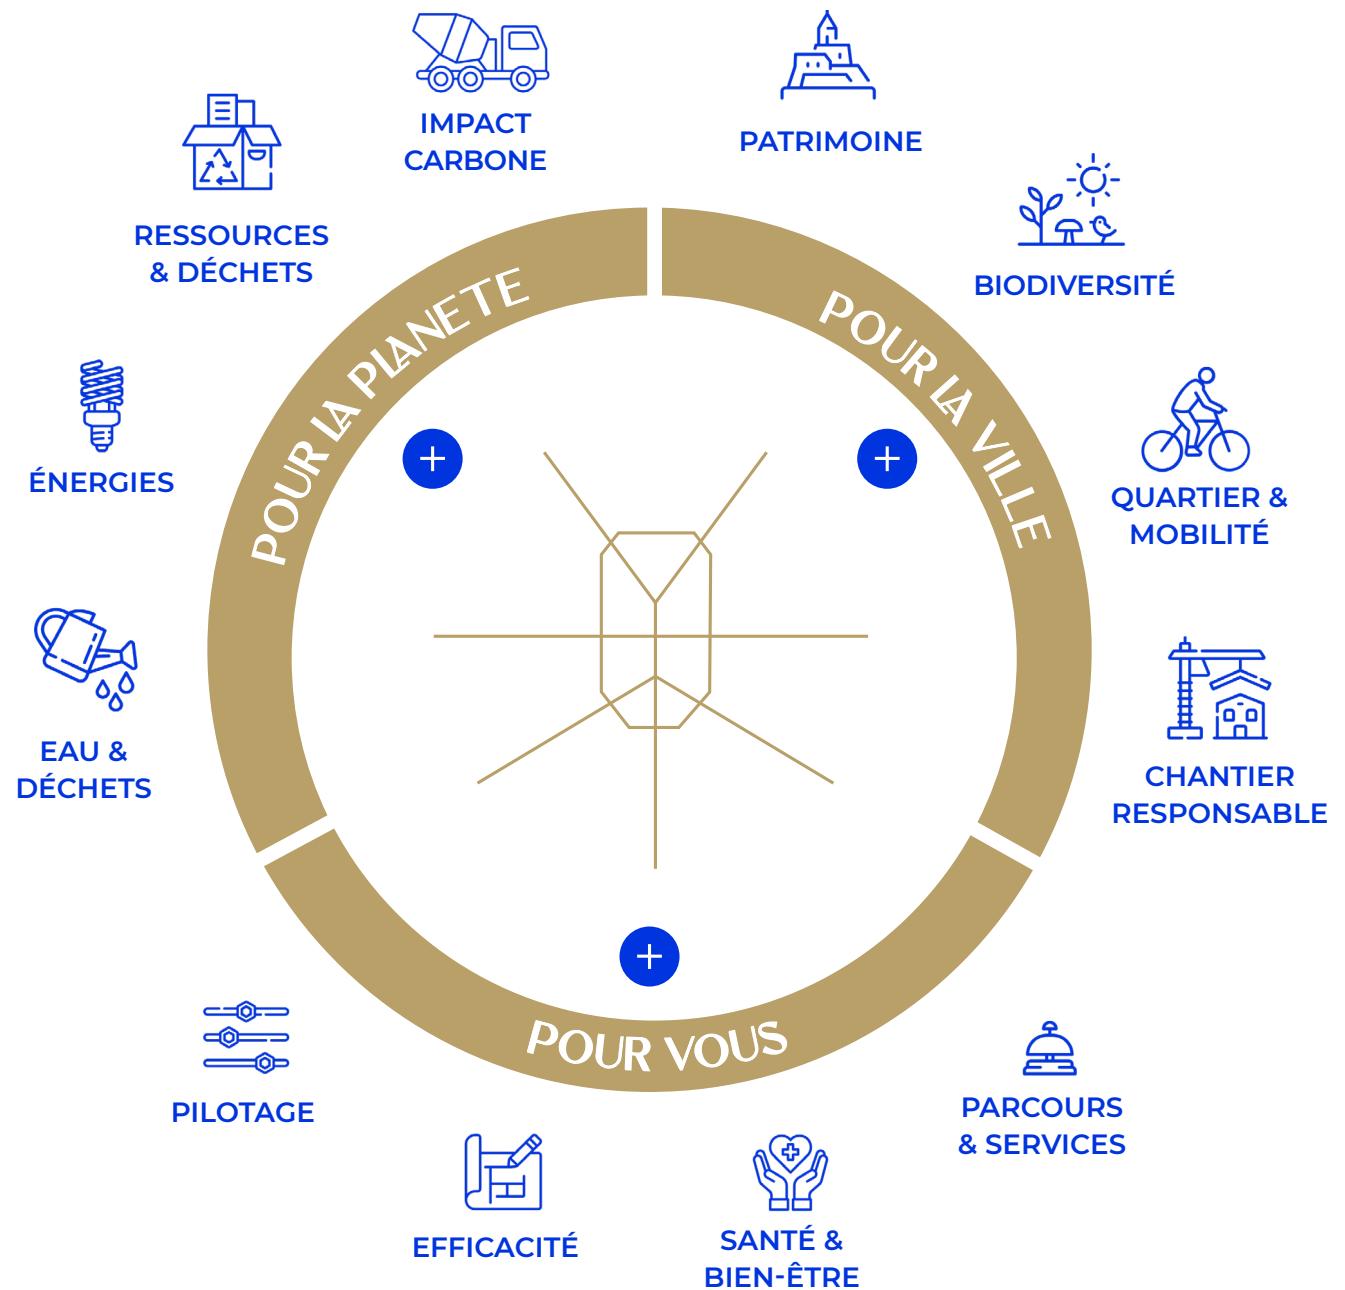 IMPACT
CARBONE
PATRIMOINE
RESSOURCES
& DÉCHETS
BIODIVERSITÉ
POUR LA PLANETE
POUR LA VILLE
ÉNERGIES
QUARTIER &
MOBILITÉ
EAU &
DÉCHETS
CHANTIER
RESPONSABLE
POUR VOUS
PILOTAGE
PARCOURS
& SERVICES
EFFICACITÉ
SANTÉ &
BIEN-ÊTRE